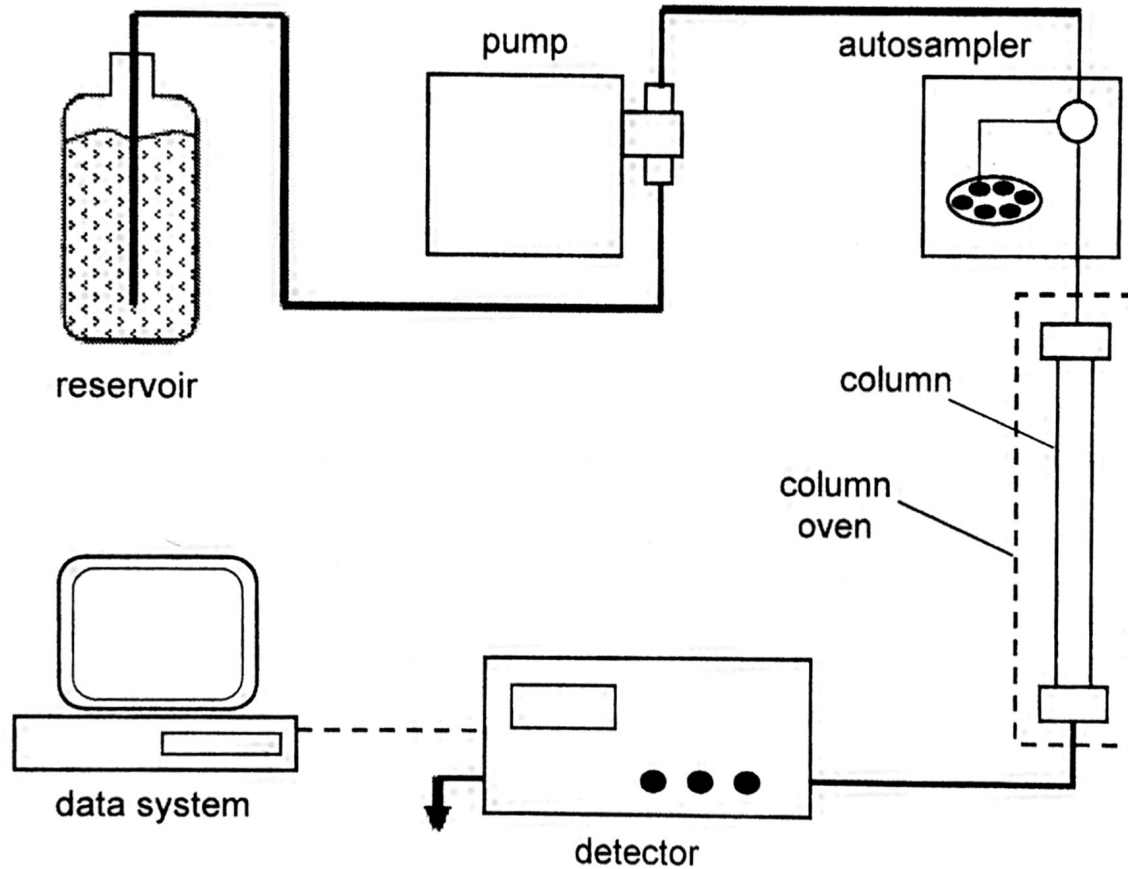 pump
autosampler
reservoir
column
column
oven
data system
detector